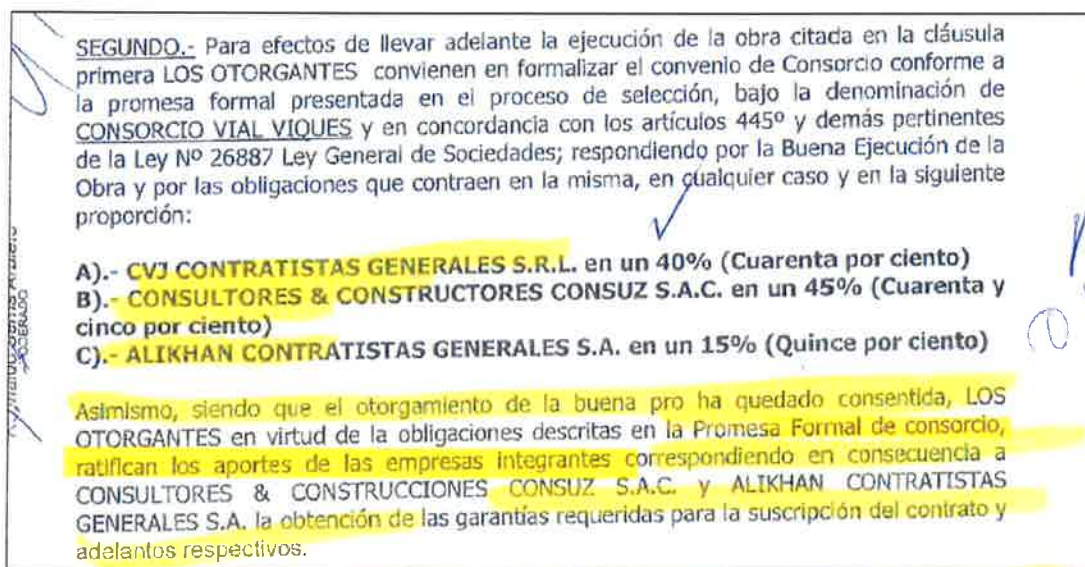 SEGUNDO.- Para efectos de llevar adelante la ejecución de la obra citada en la cláusula
primera LOS OTORGANTES convienen en formalizar el convenio de Consorcio conforme a
la promesa formal presentada en el proceso de selección, bajo la denominación de
CONSORCIO VIAL VIQUES y en concordancia con los artículos 445º y demás pertinentes
de la Ley Nº 26887 Ley General de Sociedades; respondiendo por la Buena Ejecución de la
Obra y por las obligaciones que contraen en la misma, en cualquier caso y en la siguiente
proporción:
A).- CVJ CONTRATISTAS GENERALES S.R.L. en un 40% (Cuarenta por ciento)
B).- CONSULTORES & CONSTRUCTORES CONSUZ S.A.C. en un 45% (Cuarenta y
cinco por ciento)
C).- ALIKHAN CONTRATISTAS GENERALES S.A. en un 15% (Quince por ciento)
Asimismo, siendo que el otorgamiento de la buena pro ha quedado consentida, LOS
OTORGANTES en virtud de la obligaciones descritas en la Promesa Formal de consorcio,
ratifican los aportes de las empresas integrantes correspondiendo en consecuencia a
CONSULTORES & CONSTRUCCIONES CONSUZ S.A.C. y ALIKHAN CONTRATISTAS
GENERALES S.A. la obtención de las garantías requeridas para la suscripción del contrato y
adelantos respectivos.